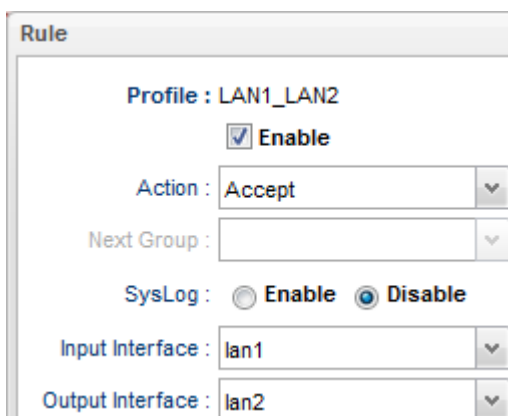 Rule
Profile : LAN1_LAN2
Enable
Action : Accept
Next Group :
SysLog : Enable Disable
Input Interface : lan1
Output Interface : lan2